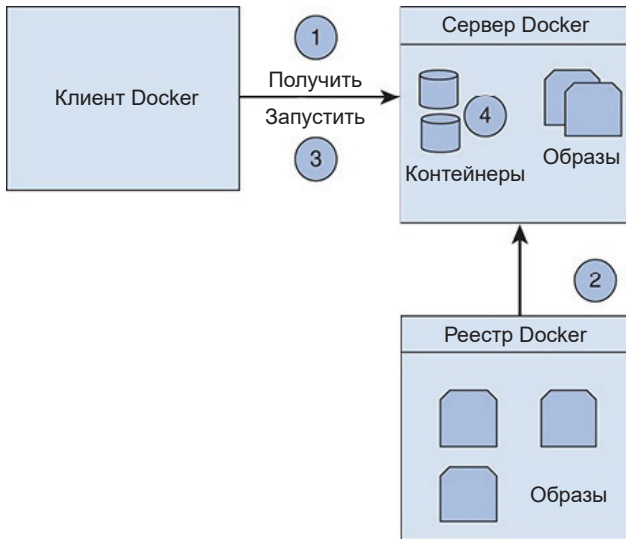 Клиент Docker
1
Получить
Запустить
3
Сервер Docker
4
Контейнеры
Образы
2
Реестр Docker
Образы